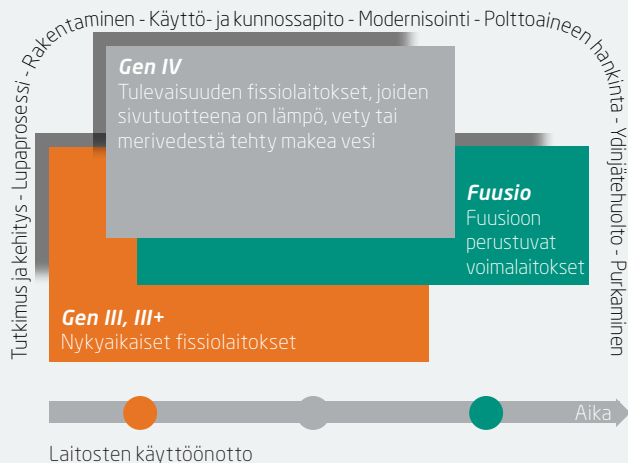 Tutkimus ja kehitys - Lupaprosessi - Rakentaminen - Käyttö- ja kunnossapito - Modernisointi - Polttoaineen hankinta - Ydinjätehuolto - Purkaminen
Gen IV
Tulevaisuuden fissiolaitokset, joiden
sivutuotteena on lämpö, vety tai
merivedestä tehty makea vesi
Fuusio
Fuusioon
perustuvat
voimalaitokset
Gen III, III+
Nykyaikaiset fissiolaitokset
Aika
Laitosten käyttöönotto